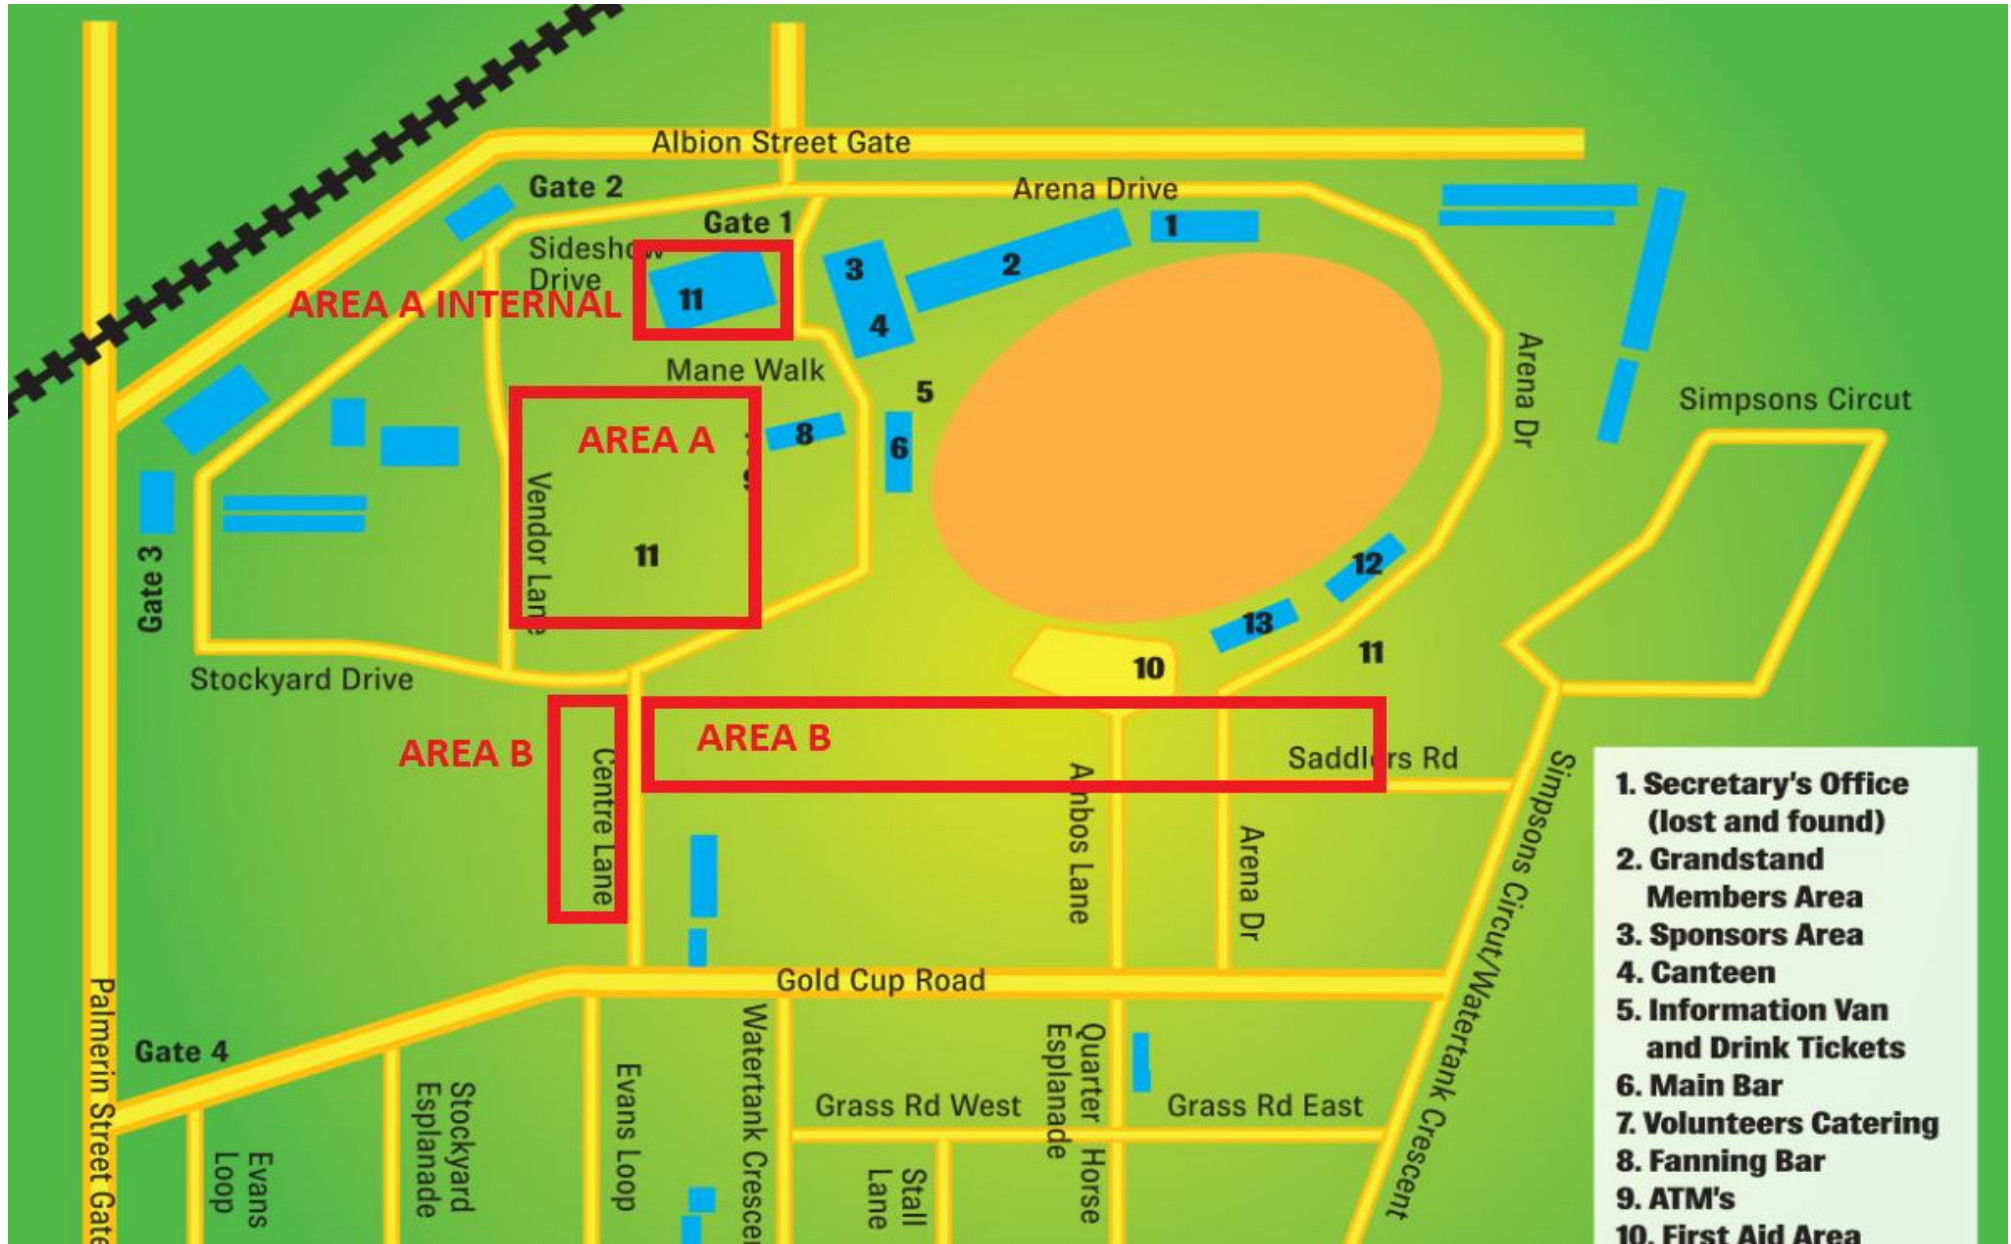 Albion Street Gate
Gate 2
Arena Drive
Gate 1
1
Sideshow
Drive
3
2
11
AREA A INTERNAL
4
Mane Walk
5
Arena Dr
Simpsons Circut
AREA A
8
6
9
Vendor Lane
11
Gate 3
12
13
11
10
Stockyard Drive
AREA B
AREA B
Centre Lane
Saddlers Rd
Ambos Lane
Arena Dr
Simpsons Circut/Watertank Crescent
Gold Cup Road
Palmerin Street Gate
Gate 4
Evans
Loop
Stockyard
Esplanade
Evans Loop
Watertank
Quarter Horse
Esplanade
Grass Rd West
Grass Rd East
Stall
Lane
1. Secretary's Office
(lost and found)
2. Grandstand
Members Area
3. Sponsors Area
4. Canteen
5. Information Van
and Drink Tickets
6. Main Bar
7. Volunteers Catering
8. Fanning Bar
9. ATM's
10. First Aid Area